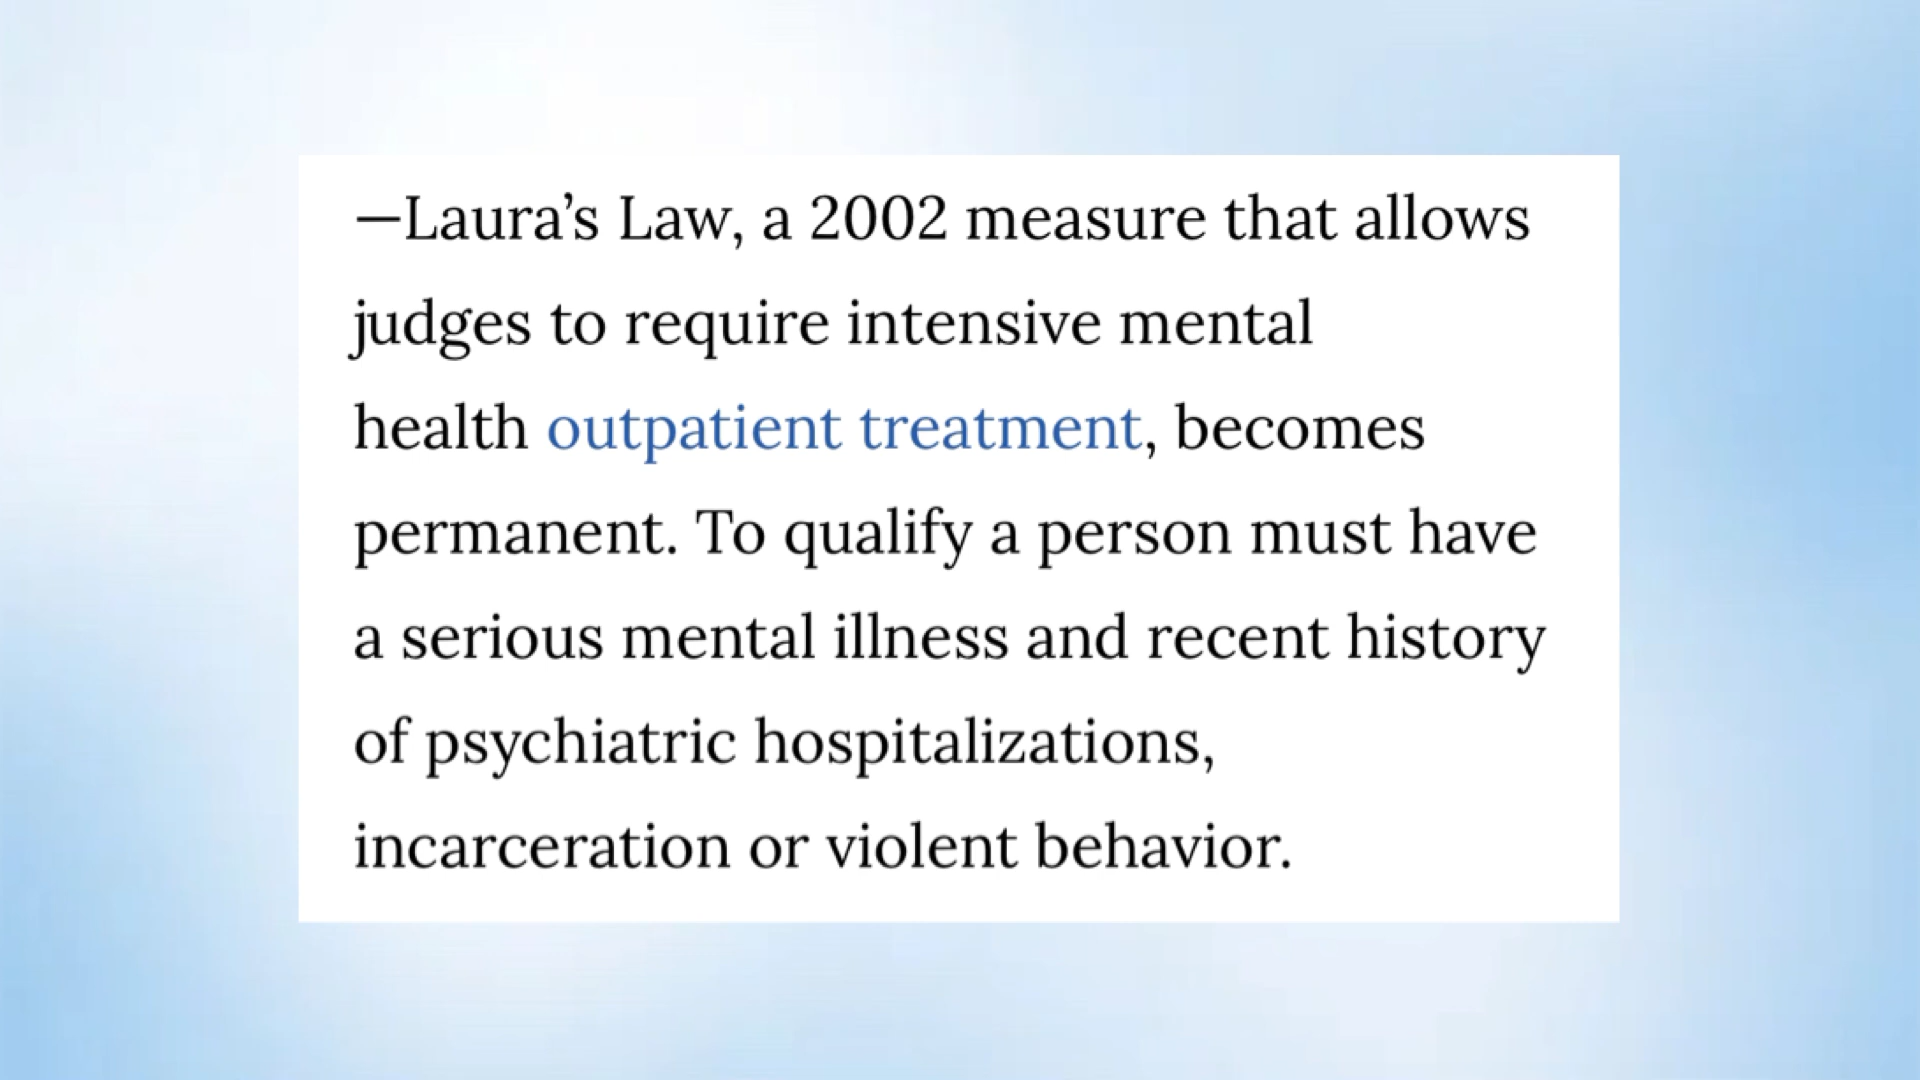 —Laura’s Law, a 2002 measure that allows
judges to require intensive mental
health outpatient treatment, becomes
permanent. To qualify a person must have
a serious mental illness and recent history
of psychiatric hospitalizations,
incarceration or violent behavior.